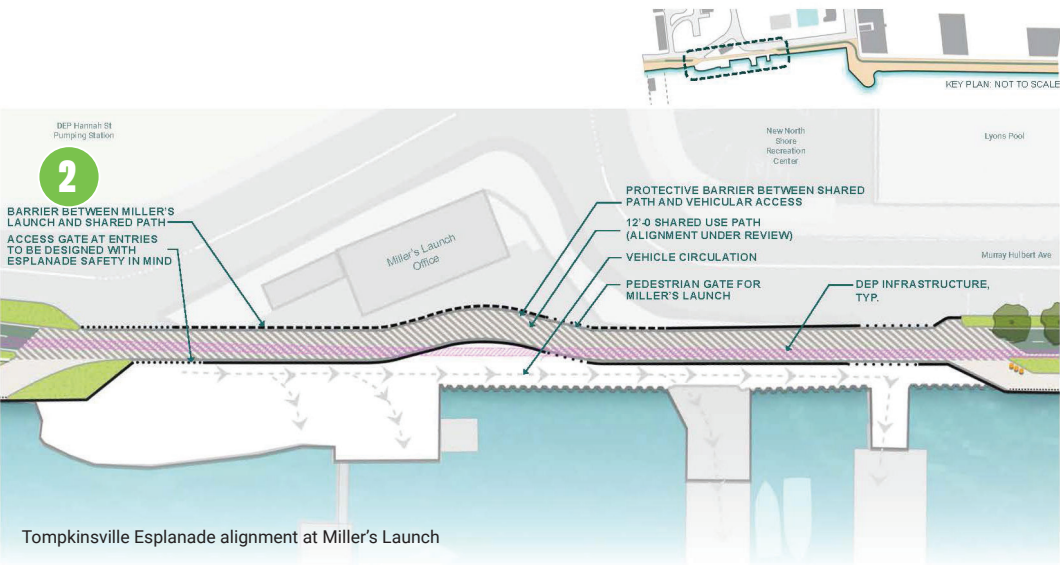 KEY PLAN: NOT TO SCALE
DEP Hannah St
Pumping Station
2
New North
Shore
Recreation
Center
Lyons Pool
BARRIER BETWEEN MILLER'S
LAUNCH AND SHARED PATH
ACCESS GATE AT ENTRIES
TO BE DESIGNED WITH
ESPLANADE SAFETY IN MIND
Miller's Launch
Office
PROTECTIVE BARRIER BETWEEN SHARED
PATH AND VEHICULAR ACCESS
12'-0 SHARED USE PATH
(ALIGNMENT UNDER REVIEW)
VEHICLE CIRCULATION
PEDESTRIAN GATE FOR
MILLER'S LAUNCH
Murray Hulbert Ave
DEP INFRASTRUCTURE,
TYP.
Tompkinsville Esplanade alignment at Miller's Launch